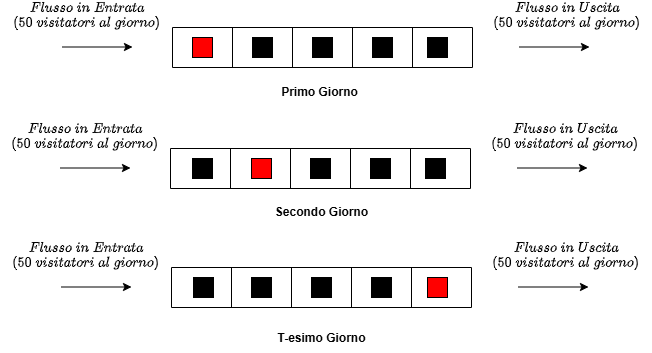 Flusso in Entrata
(50 visitatori al giorno)
Flusso in Uscita
(50 visitatori al giorno)
Primo Giorno
Flusso in Entrata
(50 visitatori al giorno)
Flusso in Uscita
(50 visitatori al giorno)
Secondo Giorno
Flusso in Entrata
(50 visitatori al giorno)
Flusso in Uscita
(50 visitatori al giorno)
T-esimo Giorno